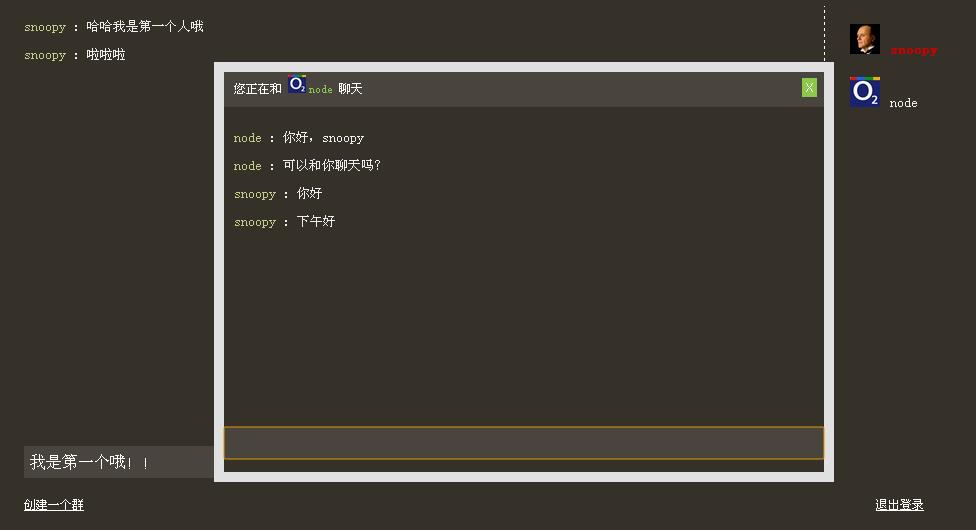 snoopy : 哈哈我是第一个人哦
snoopy : 啦啦啦
snoopy
O2 node
您正在和 O2 node 聊天 X
node : 你好，snoopy
node : 可以和你聊天吗？
snoopy : 你好
snoopy : 下午好
我是第一个哦！！
创建一个群
退出登录